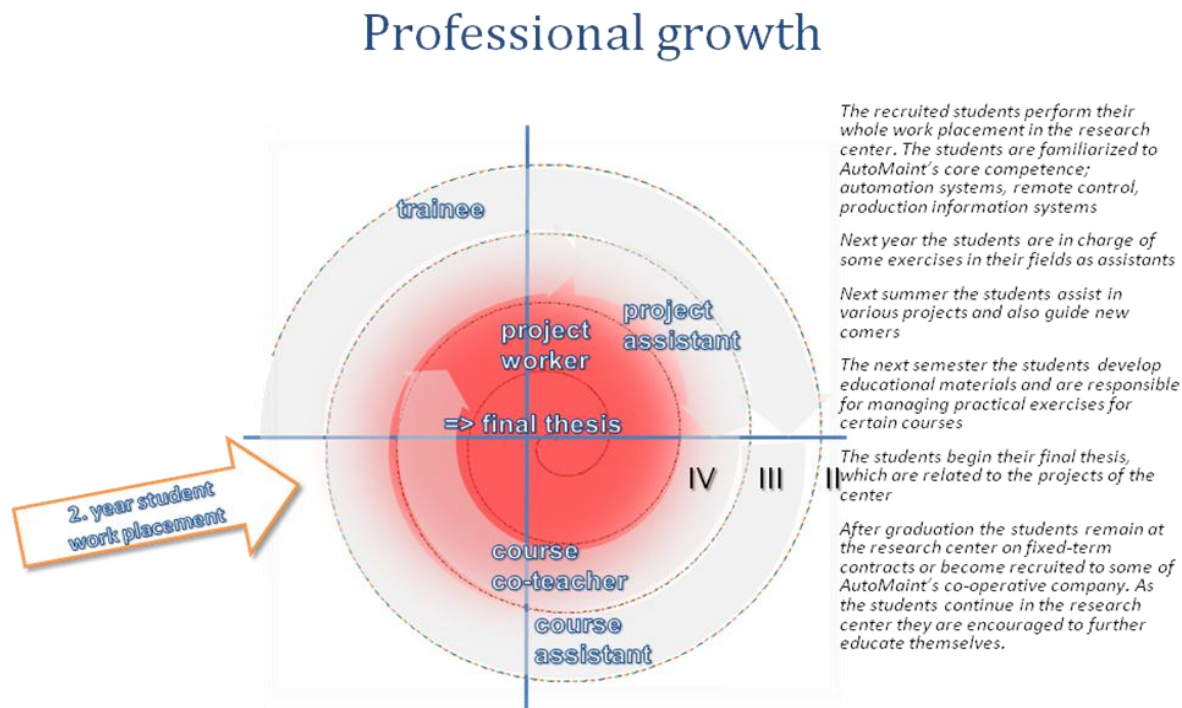 Professional growth
The recruited students perform their
whole work placement in the research
center. The students are familiarized to
AutoMaint's core competence;
automation systems, remote control,
production information systems
Next year the students are in charge of
some exercises in their fields as assistants
Next summer the students assist in
various projects and also guide new
comers
The next semester the students develop
educational materials and are responsible
for managing practical exercises for
certain courses
The students begin their final thesis,
which are related to the projects of the
center
After graduation the students remain at
the research center on fixed-term
contracts or become recruited to some of
AutoMaint's co-operative company. As
the students continue in the research
center they are encouraged to further
educate themselves.
trainee
project
assistant
project
worker
=> final thesis
IV
III
II
2. year student
work placement
course
co-teacher
course
assistant